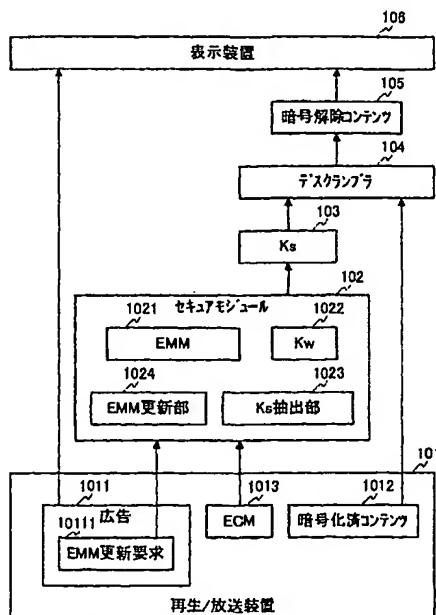 106
表示装置
105
暗号解除コンテンツ
104
デスクランブラ
103
Ks
102
セキュアモジュール
1021
EMM
1022
Kw
1024
EMM更新部
1023
Ks抽出部
101
1011
広告
10111
EMM更新要求
1013
ECM
1012
暗号化済コンテンツ
再生/放送装置